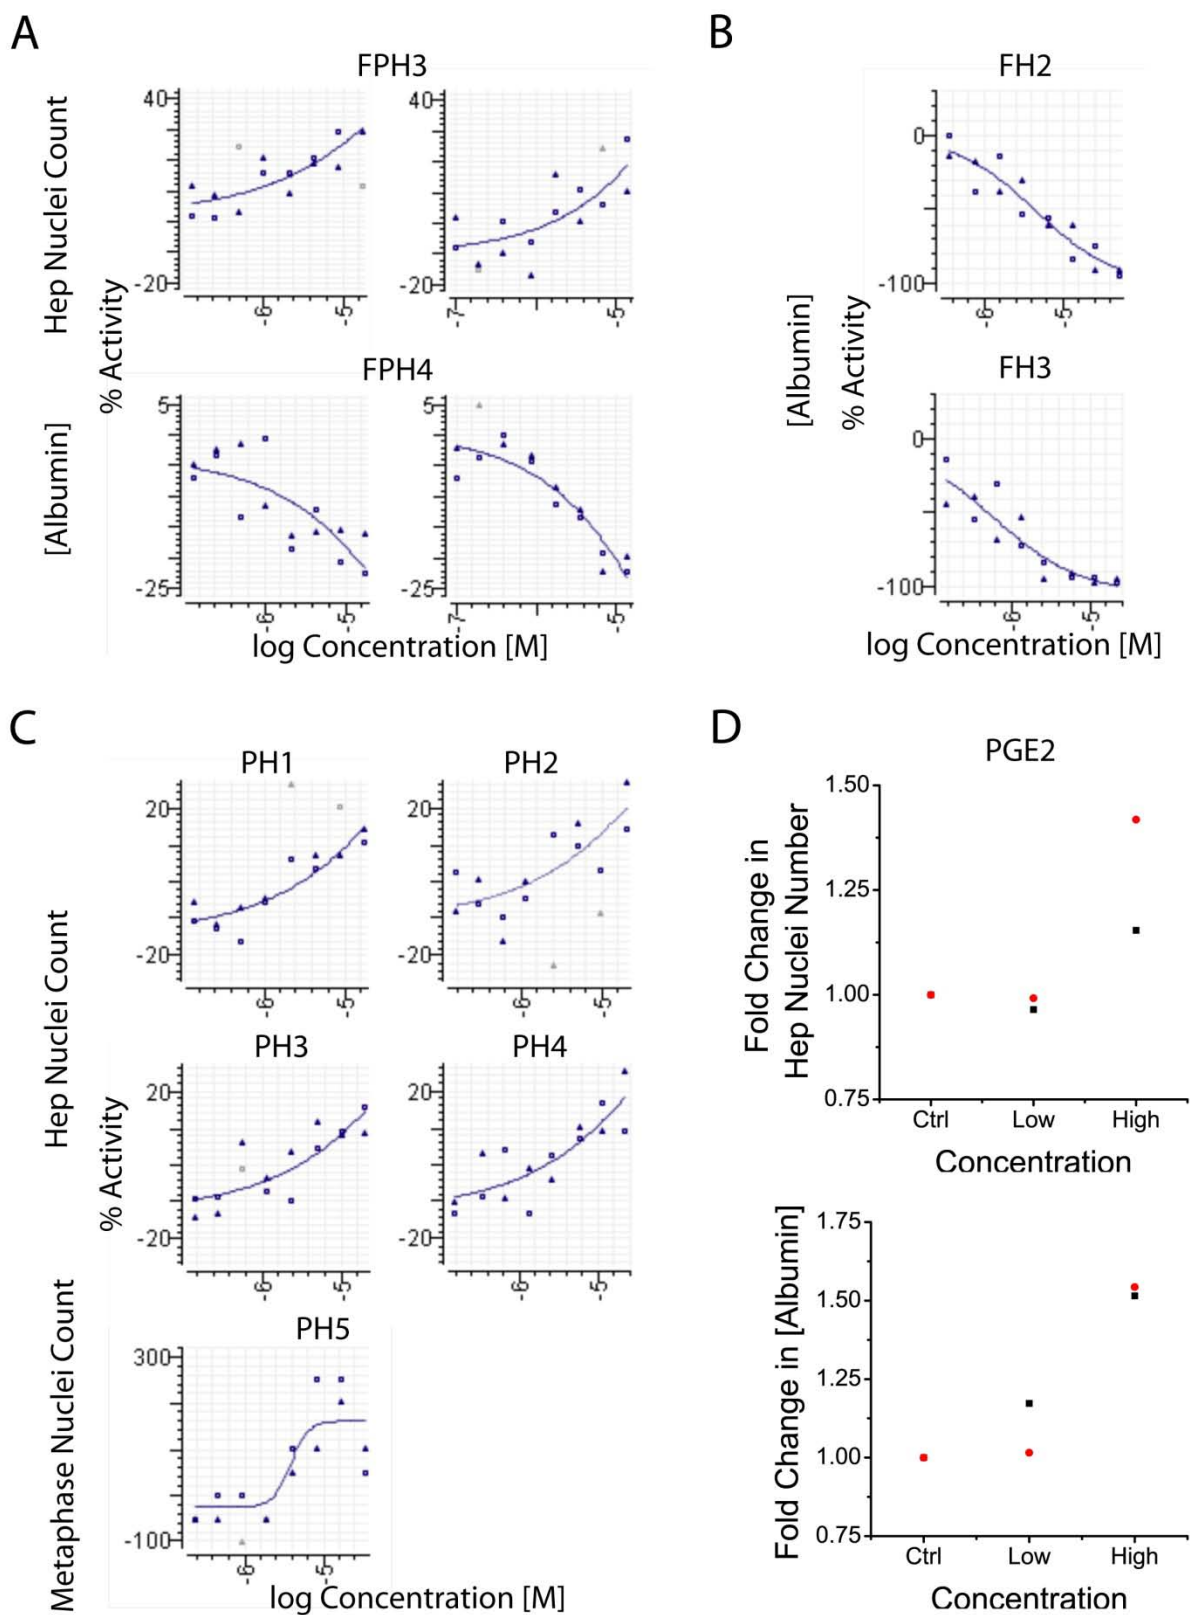 A
B
FPH3
FH2
Hep Nuclei Count
% Activity
40
-20
-6
-5
40
-20
-7
-5
[Albumin]
% Activity
0
-100
-6
-5
FPH4
FH3
[Albumin]
5
-25
-6
-5
5
-25
-7
-5
0
-100
-6
-5
log Concentration [M]
log Concentration [M]
C
D
PH1
PH2
PGE2
Hep Nuclei Count
% Activity
20
-20
-6
-5
20
-20
-6
-5
Fold Change in
Hep Nuclei Number
1.50
1.25
1.00
0.75
Ctrl
Low
High
Concentration
PH3
PH4
20
-20
-6
-5
20
-20
-6
-5
PH5
Metaphase Nuclei Count
300
-100
-6
-5
log Concentration [M]
Fold Change in [Albumin]
1.75
1.50
1.00
0.75
Ctrl
Low
High
Concentration